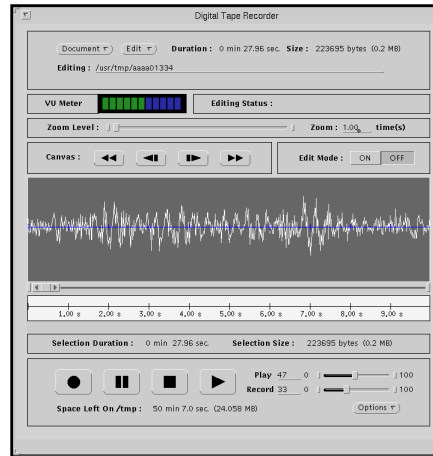 Digital Tape Recorder
Document Edit Duration : 0 min 27.96 sec. Size : 223695 bytes (0.2 MB)
Editing : /usr/tmp/aaaa01334
VU Meter Editing Status :
Zoom Level : Zoom : 1.00 time(s)
Canvas : Edit Mode : ON OFF
1,00 s 2,00 s 3,00 s 4,00 s 5,00 s 6,00 s 7,00 s 8,00 s 9,00 s
Selection Duration : 0 min 27.96 sec. Selection Size : 223695 bytes (0.2 MB)
Play 47 0 100
Record 33 0 100
Space Left On /tmp : 50 min 7.0 sec. (24.058 MB) Options